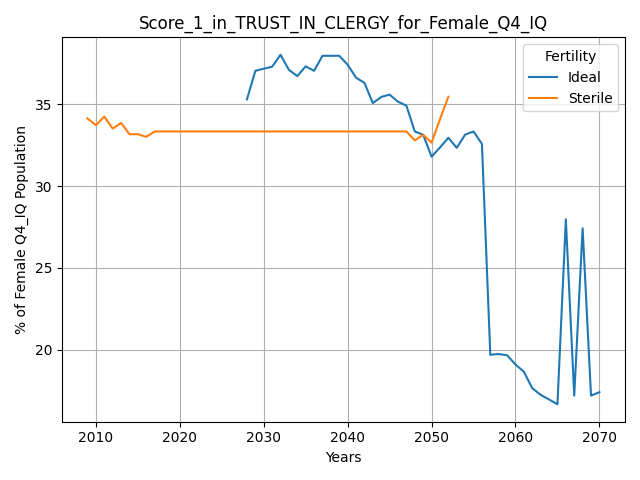 Score_1_in_TRUST_IN_CLERGY_for_Female_Q4_IQ
Fertility
Ideal
Sterile
% of Female Q4_IQ Population
35
30
25
20
2010 2020 2030 2040 2050 2060 2070
Years